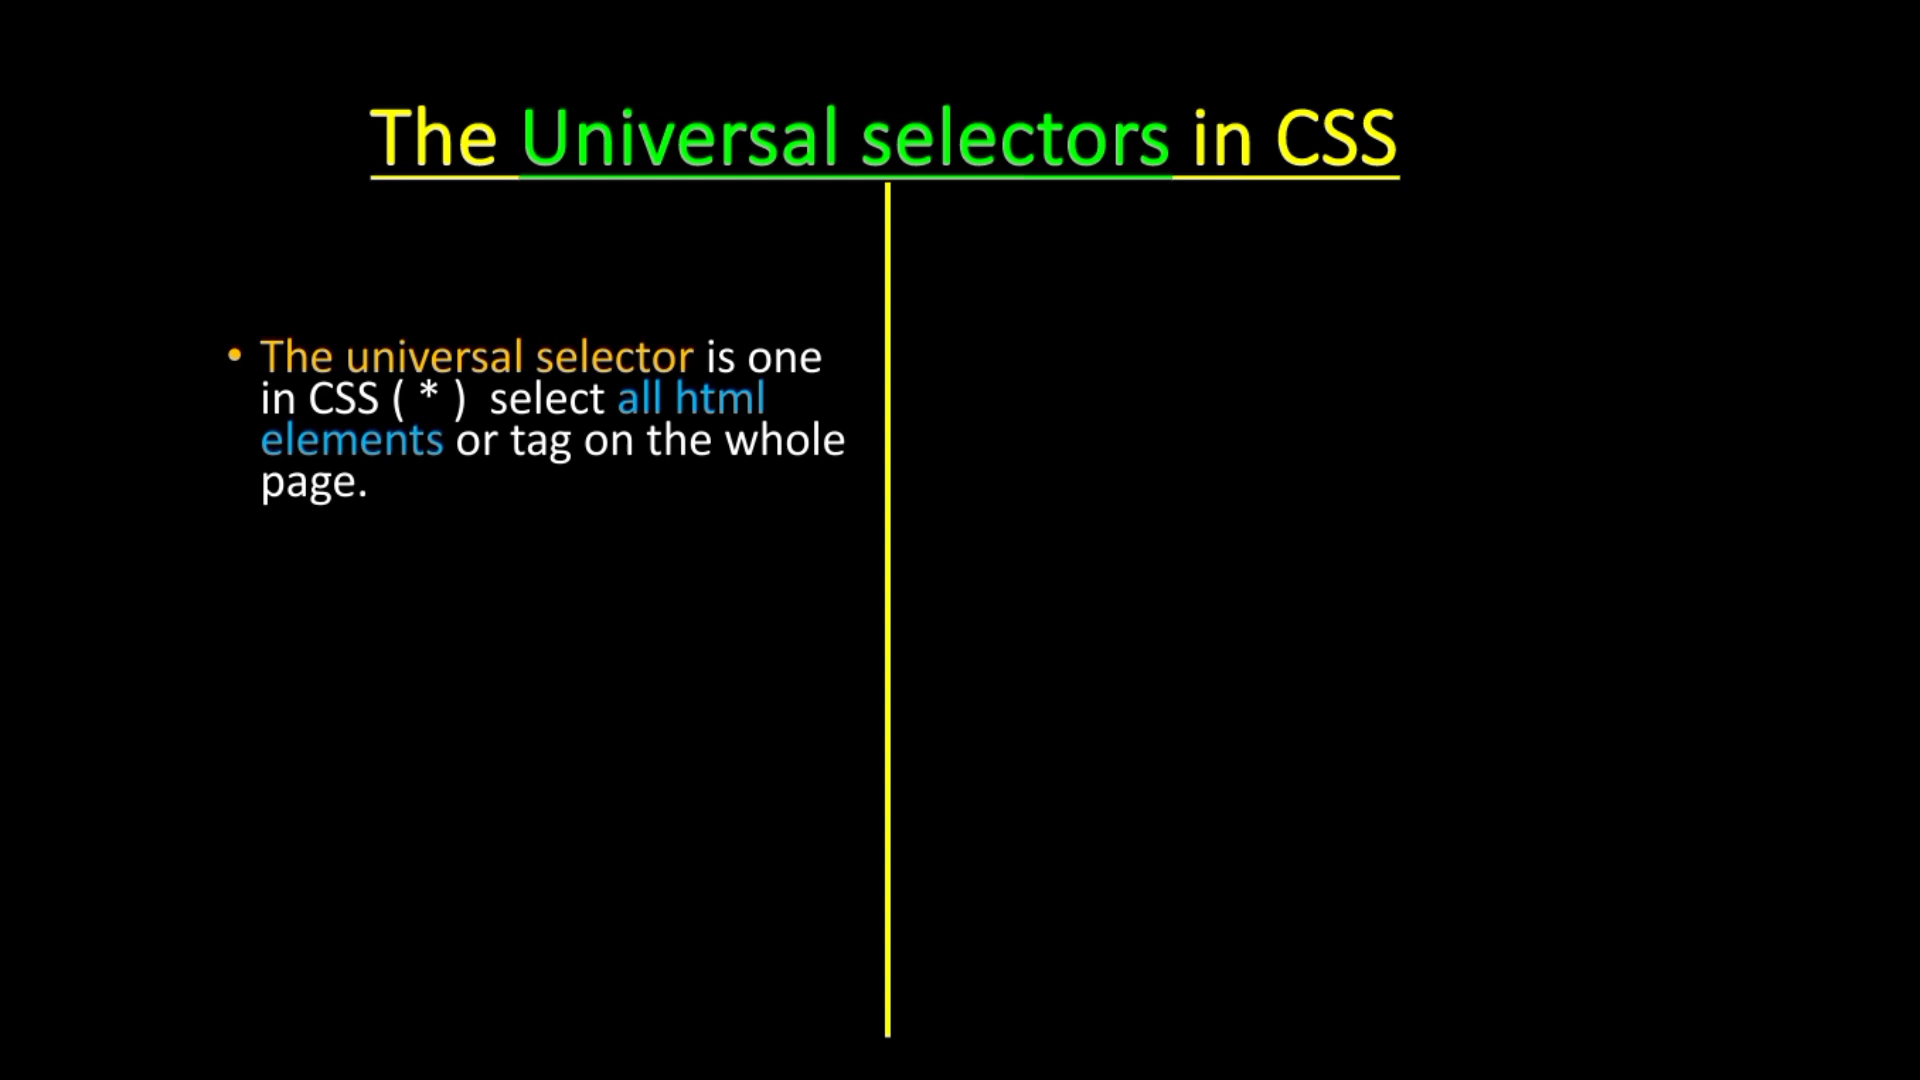 The Universal selectors in CSS
• The universal selector is one
in CSS ( * )  select all html
elements or tag on the whole
page.